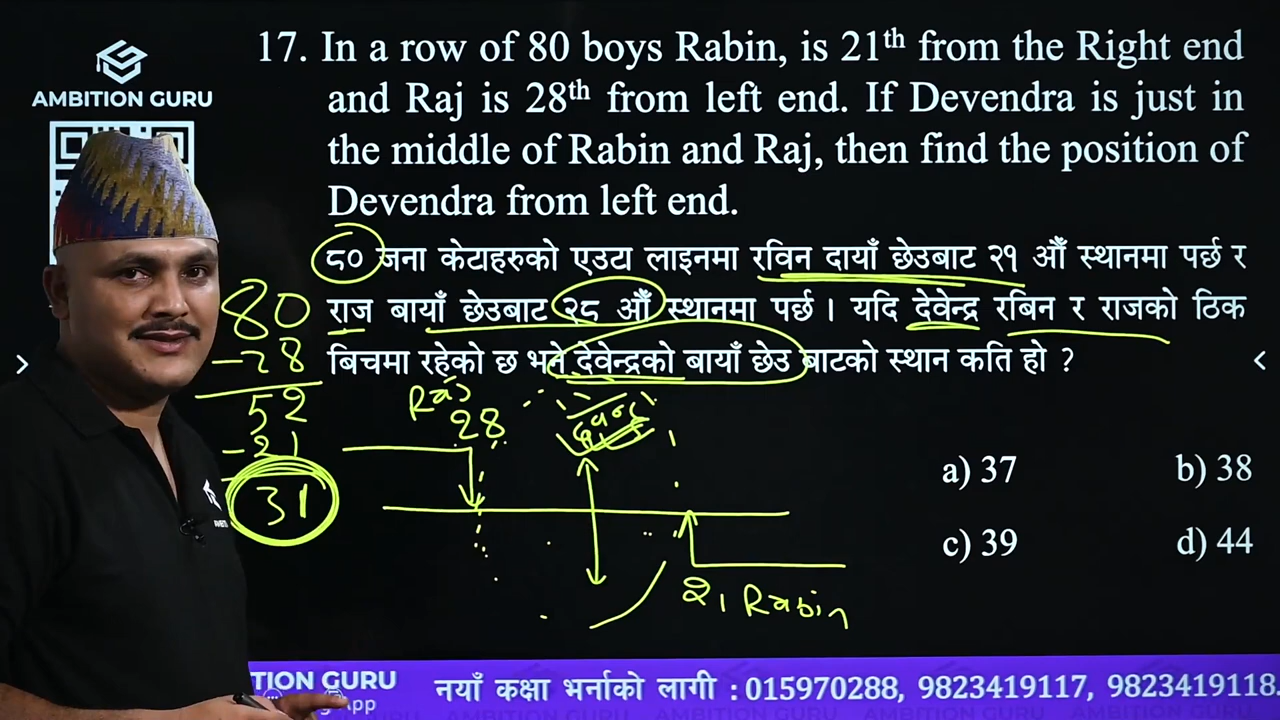 AMBITION GURU
17. In a row of 80 boys Rabin, is 21th from the Right end
and Raj is 28th from left end. If Devendra is just in
the middle of Rabin and Raj, then find the position of
Devendra from left end.
८० जना केटाहरुको एउटा लाइनमा रविन दायाँ छेउबाट २१ औँ स्थानमा पर्छ र
राज बायाँ छेउबाट २८ औँ स्थानमा पर्छ । यदि देवेन्द्र रबिन र राजको ठिक
बिचमा रहेको छ भने देवेन्द्रको बायाँ छेउ बाटको स्थान कति हो ?
80
-28
52
-21
31
Raj
28
21 Rabin
a) 37
b) 38
c) 39
d) 44
TION GURU
App
नयाँ कक्षा भर्नाको लागी : 015970288, 9823419117, 9823419118.